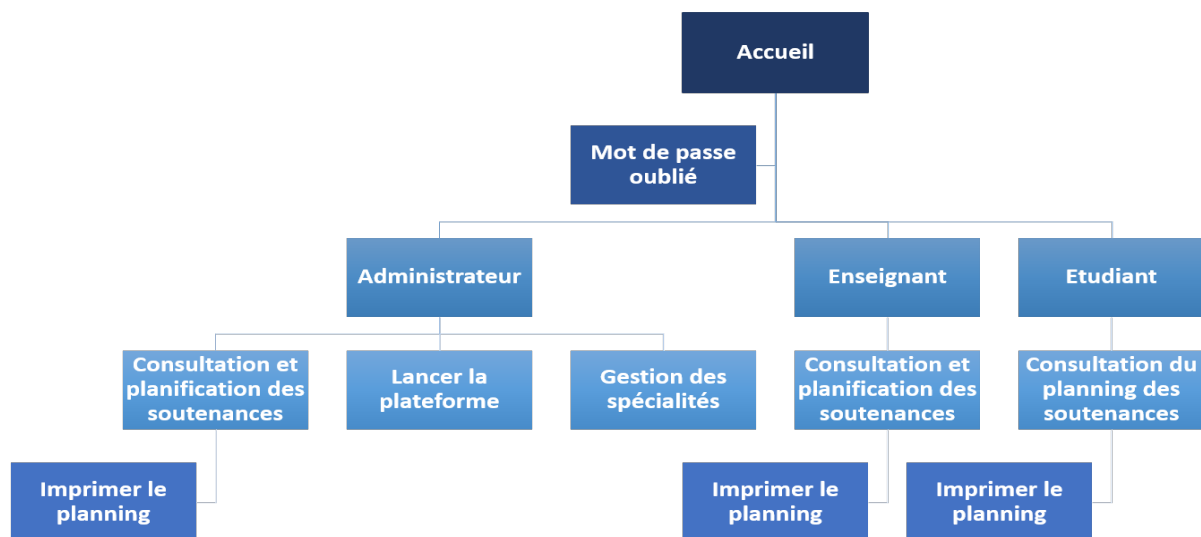 Accueil
Mot de passe
oublié
Administrateur
Enseignant
Etudiant
Consultation et
planification des
soutenances
Lancer la
plateforme
Gestion des
spécialités
Consultation et
planification des
soutenances
Consultation du
planning des
soutenances
Imprimer le
planning
Imprimer le
planning
Imprimer le
planning